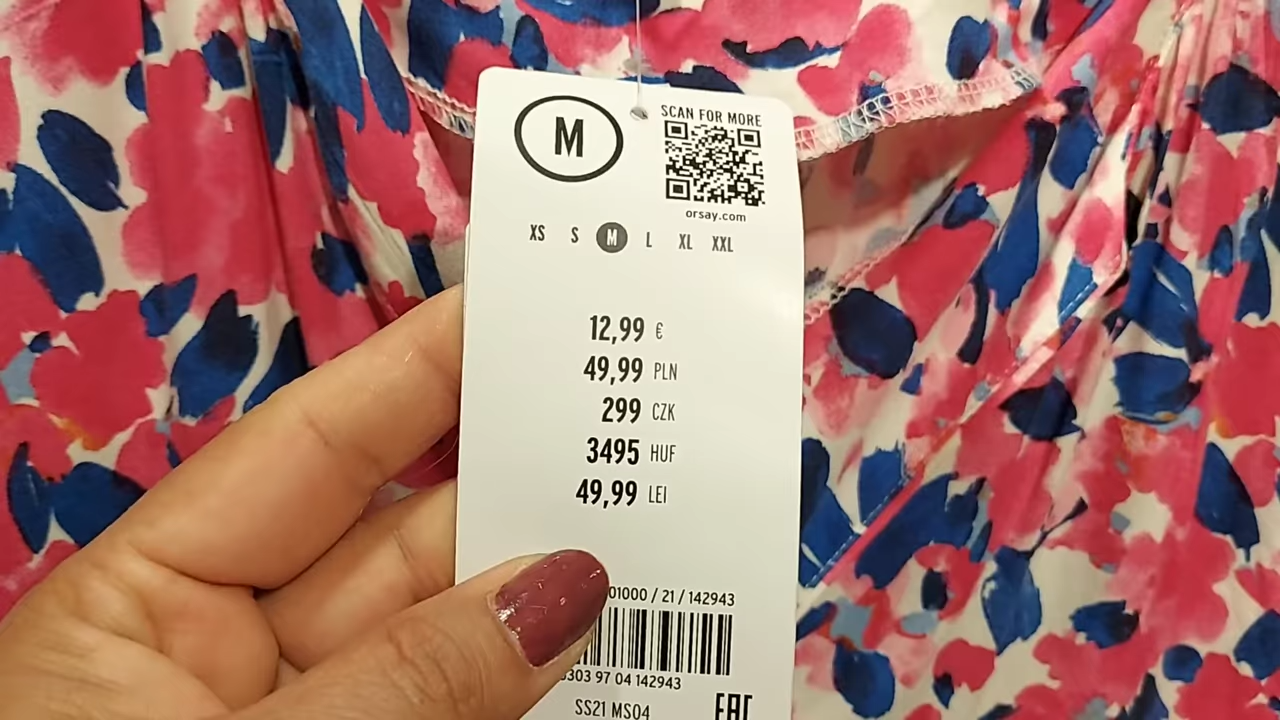 M
SCAN FOR MORE
orsay.com
XS S M L XL XXL
12,99 €
49,99 PLN
299 CZK
3495 HUF
49,99 LEI
01000 / 21 / 142943
303 97 04 142943
SS21 MS04
EAC